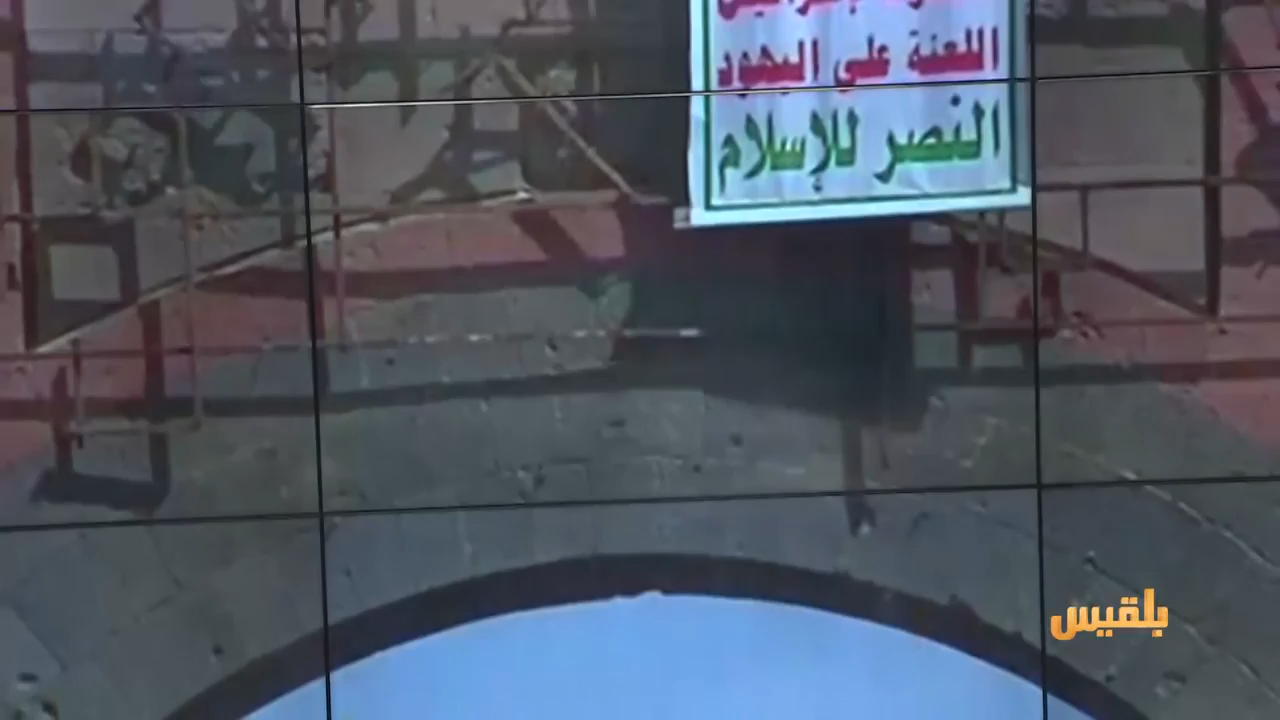 اللعنة على اليهود
النصر للإسلام
بلقيس